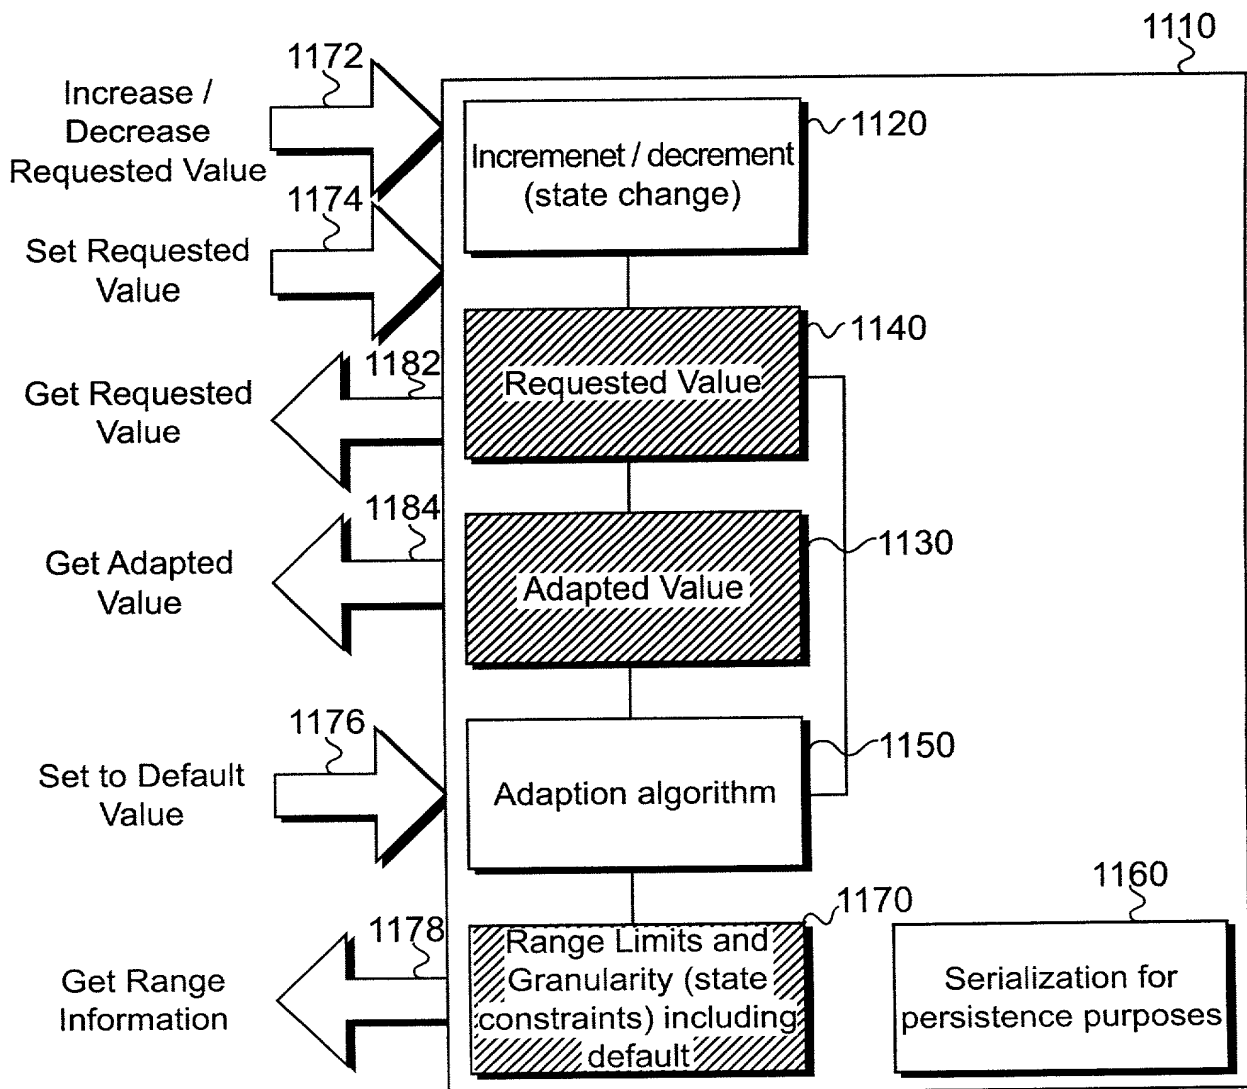 1110
1172
Increase /
Decrease
Requested Value
1120
Incremenet / decrement
(state change)
1174
Set Requested
Value
1140
Requested Value
1182
Get Requested
Value
1184
Get Adapted
Value
1130
Adapted Value
1176
Set to Default
Value
1150
Adaption algorithm
1178
Get Range
Information
1170
Range Limits and
Granularity (state
constraints) including
default
1160
Serialization for
persistence purposes